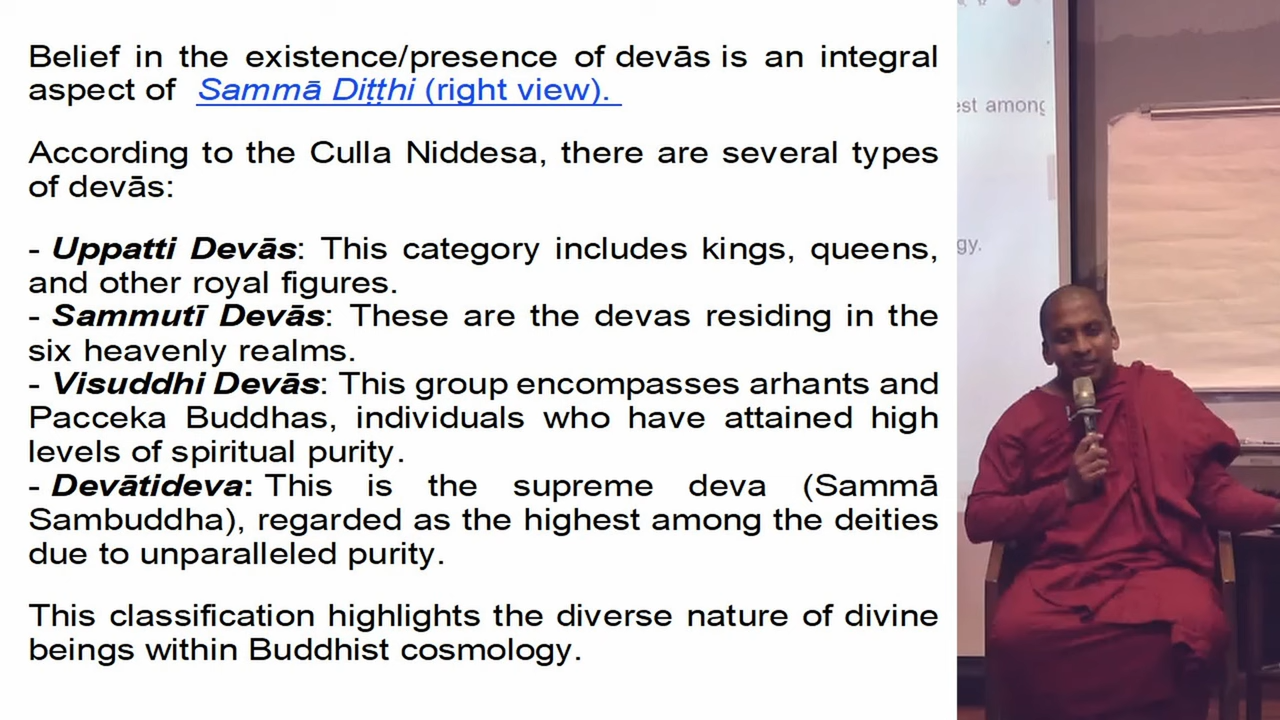 Belief in the existence/presence of devās is an integral
aspect of Sammā Diṭṭhi (right view).
According to the Culla Niddesa, there are several types
of devās:
- Uppatti Devās: This category includes kings, queens,
and other royal figures.
- Sammutī Devās: These are the devas residing in the
six heavenly realms.
- Visuddhi Devās: This group encompasses arhants and
Pacceka Buddhas, individuals who have attained high
levels of spiritual purity.
- Devātideva: This is the supreme deva (Sammā
Sambuddha), regarded as the highest among the deities
due to unparalleled purity.
This classification highlights the diverse nature of divine
beings within Buddhist cosmology.
est among
gy.